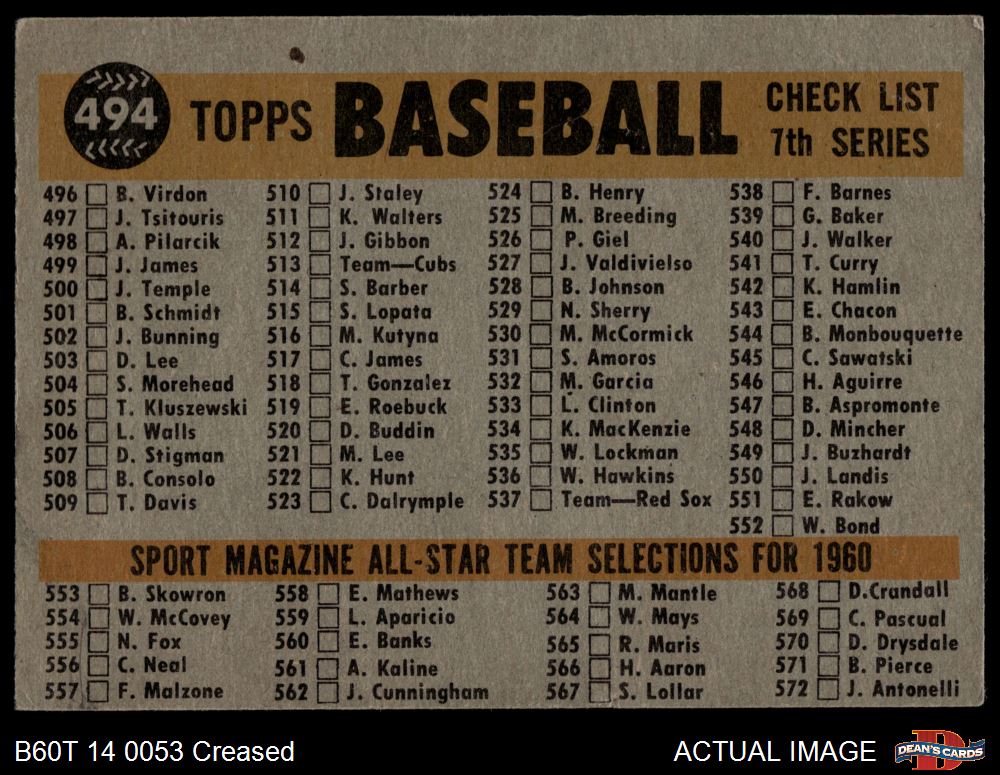 494
TOPPS BASEBALL
CHECK LIST
7th SERIES
496 B. Virdon
497 J. Tsitouris
498 A. Pilarcik
499 J. James
500 J. Temple
501 B. Schmidt
502 J. Bunning
503 D. Lee
504 S. Morehead
505 T. Kluszewski
506 L. Walls
507 D. Stigman
508 B. Consolo
509 T. Davis
510 J. Staley
511 K. Walters
512 J. Gibbon
513 Team—Cubs
514 S. Barber
515 S. Lopata
516 M. Kutyna
517 C. James
518 T. Gonzalez
519 E. Roebuck
520 D. Buddin
521 M. Lee
522 K. Hunt
523 C. Dalrymple
524 B. Henry
525 M. Breeding
526 P. Giel
527 J. Valdivielso
528 B. Johnson
529 N. Sherry
530 M. McCormick
531 S. Amoros
532 M. Garcia
533 L. Clinton
534 K. MacKenzie
535 W. Lockman
536 W. Hawkins
537 Team—Red Sox
538 F. Barnes
539 G. Baker
540 J. Walker
541 T. Curry
542 K. Hamlin
543 E. Chacon
544 B. Monbouquette
545 C. Sawatski
546 H. Aguirre
547 B. Aspromonte
548 D. Mincher
549 J. Buzhardt
550 J. Landis
551 E. Rakow
552 W. Bond
SPORT MAGAZINE ALL-STAR TEAM SELECTIONS FOR 1960
553 B. Skowron
554 W. McCovey
555 N. Fox
556 C. Neal
557 F. Malzone
558 E. Mathews
559 L. Aparicio
560 E. Banks
561 A. Kaline
562 J. Cunningham
563 M. Mantle
564 W. Mays
565 R. Maris
566 H. Aaron
567 S. Lollar
568 D.Crandall
569 C. Pascual
570 D. Drysdale
571 B. Pierce
572 J. Antonelli
B60T 14 0053 Creased
ACTUAL IMAGE
D
DEAN'S CARDS